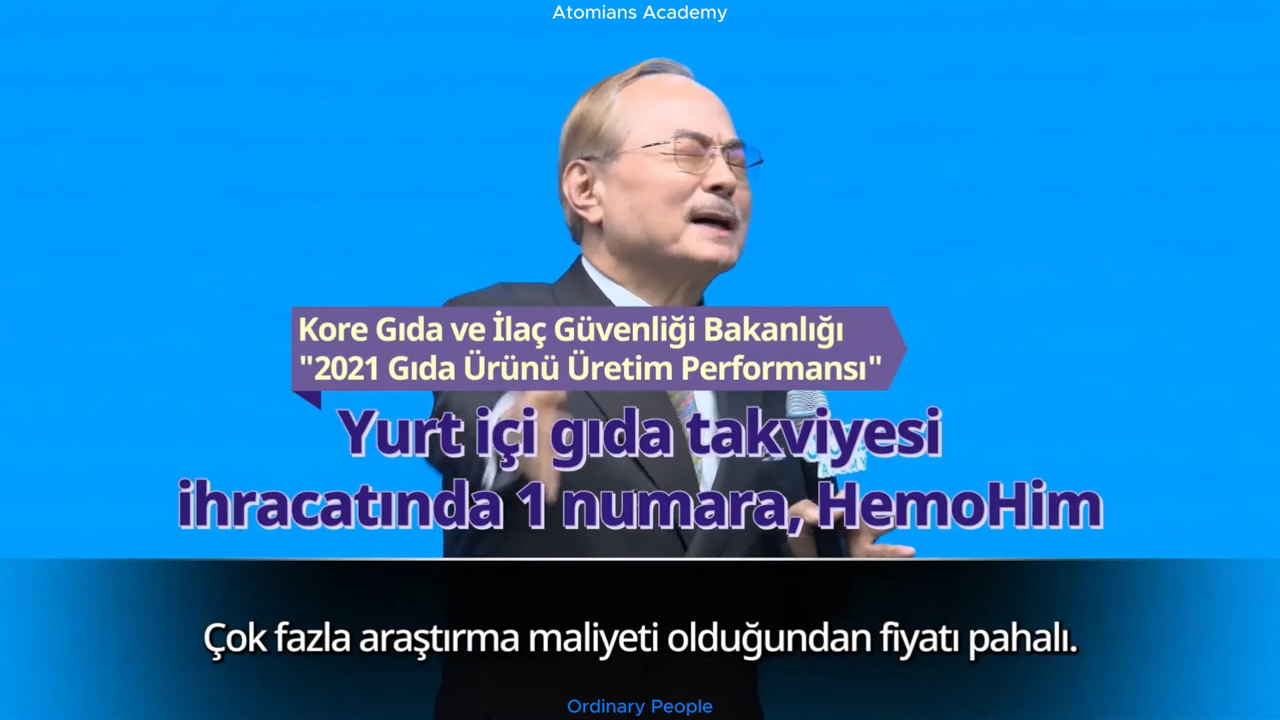 Atomians Academy
Kore Gıda ve İlaç Güvenliği Bakanlığı
"2021 Gıda Ürünü Üretim Performansı"
Yurt içi gıda takviyesi
ihracatında 1 numara, HemoHim
Çok fazla araştırma maliyeti olduğundan fiyatı pahalı.
Ordinary People